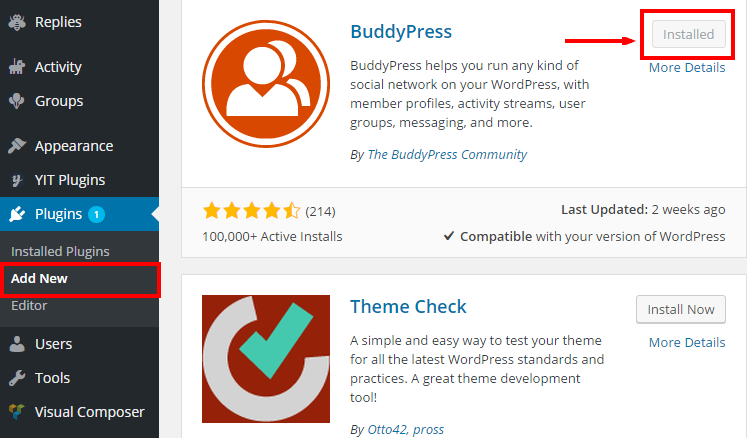 Replies
Activity
Groups
Appearance
YIT Plugins
Plugins 1
Installed Plugins
Add New
Editor
Users
Tools
Visual Composer
BuddyPress
Installed
More Details
BuddyPress helps you run any kind of
social network on your WordPress, with
member profiles, activity streams, user
groups, messaging, and more.
By The BuddyPress Community
(214)
Last Updated: 2 weeks ago
100,000+ Active Installs
Compatible with your version of WordPress
Theme Check
Install Now
More Details
A simple and easy way to test your theme
for all the latest WordPress standards and
practices. A great theme development
tool!
By Otto42, pross